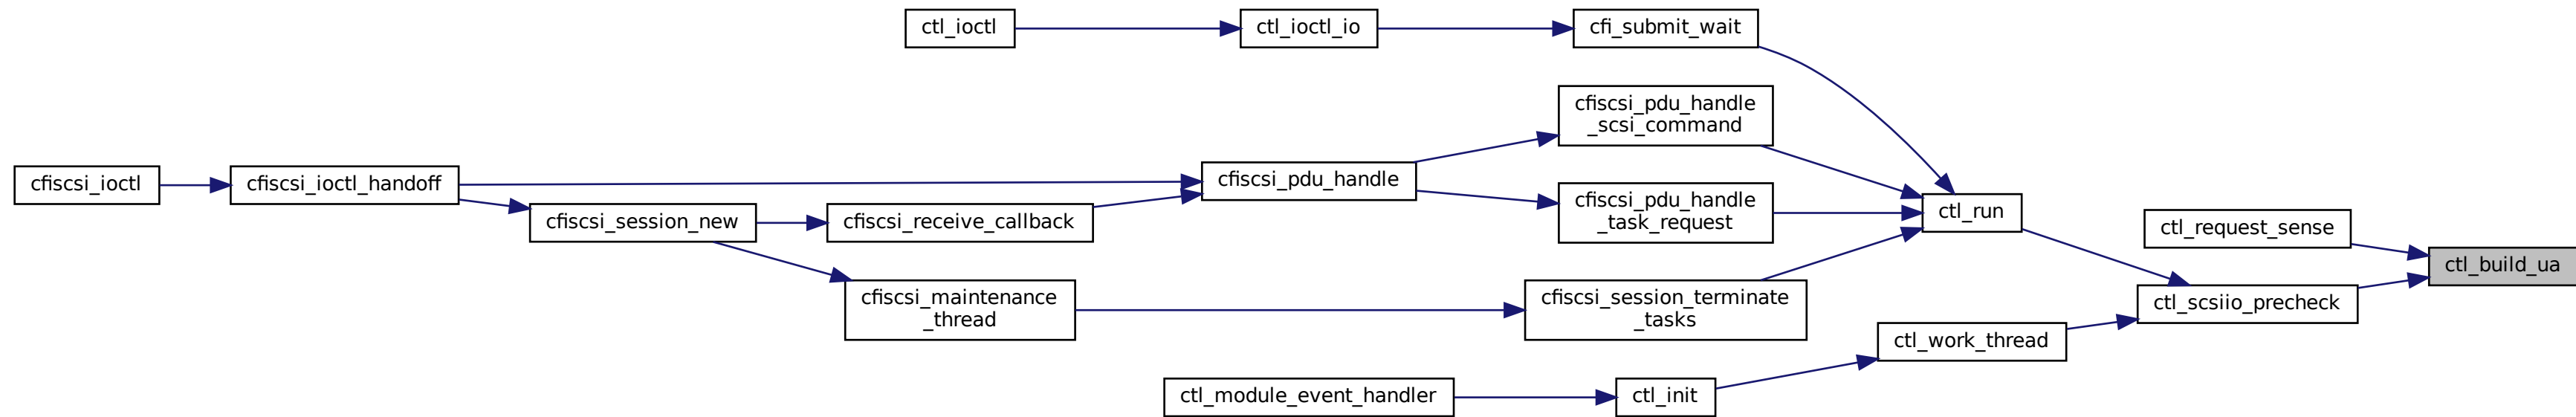 ctl_ioctl
ctl_ioctl_io
cfi_submit_wait
cfiscsi_pdu_handle
_scsi_command
cfiscsi_ioctl
cfiscsi_ioctl_handoff
cfiscsi_pdu_handle
cfiscsi_session_new
cfiscsi_receive_callback
cfiscsi_pdu_handle
_task_request
ctl_run
ctl_request_sense
ctl_build_ua
cfiscsi_maintenance
_thread
cfiscsi_session_terminate
_tasks
ctl_scsiio_precheck
ctl_work_thread
ctl_module_event_handler
ctl_init